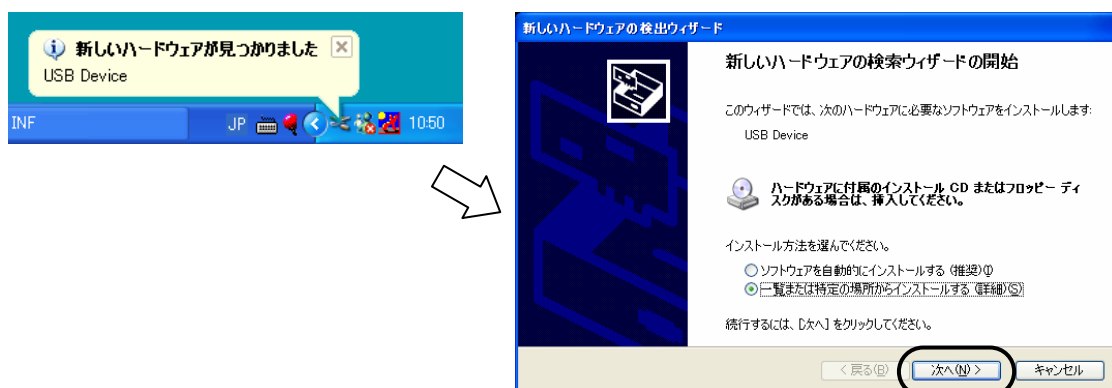 新しいハードウェアが見つかりました
USB Device
INF
JP
10:50
新しいハードウェアの検出ウィザード
新しいハードウェアの検索ウィザードの開始
このウィザードでは、次のハードウェアに必要なソフトウェアをインストールします:
USB Device
ハードウェアに付属のインストール CD またはフロッピー ディ
スクがある場合は、挿入してください。
インストール方法を選んでください。
ソフトウェアを自動的にインストールする (推奨)(I)
一覧または特定の場所からインストールする (詳細)(S)
続行するには、[次へ] をクリックしてください。
< 戻る(B)
次へ(N) >
キャンセル